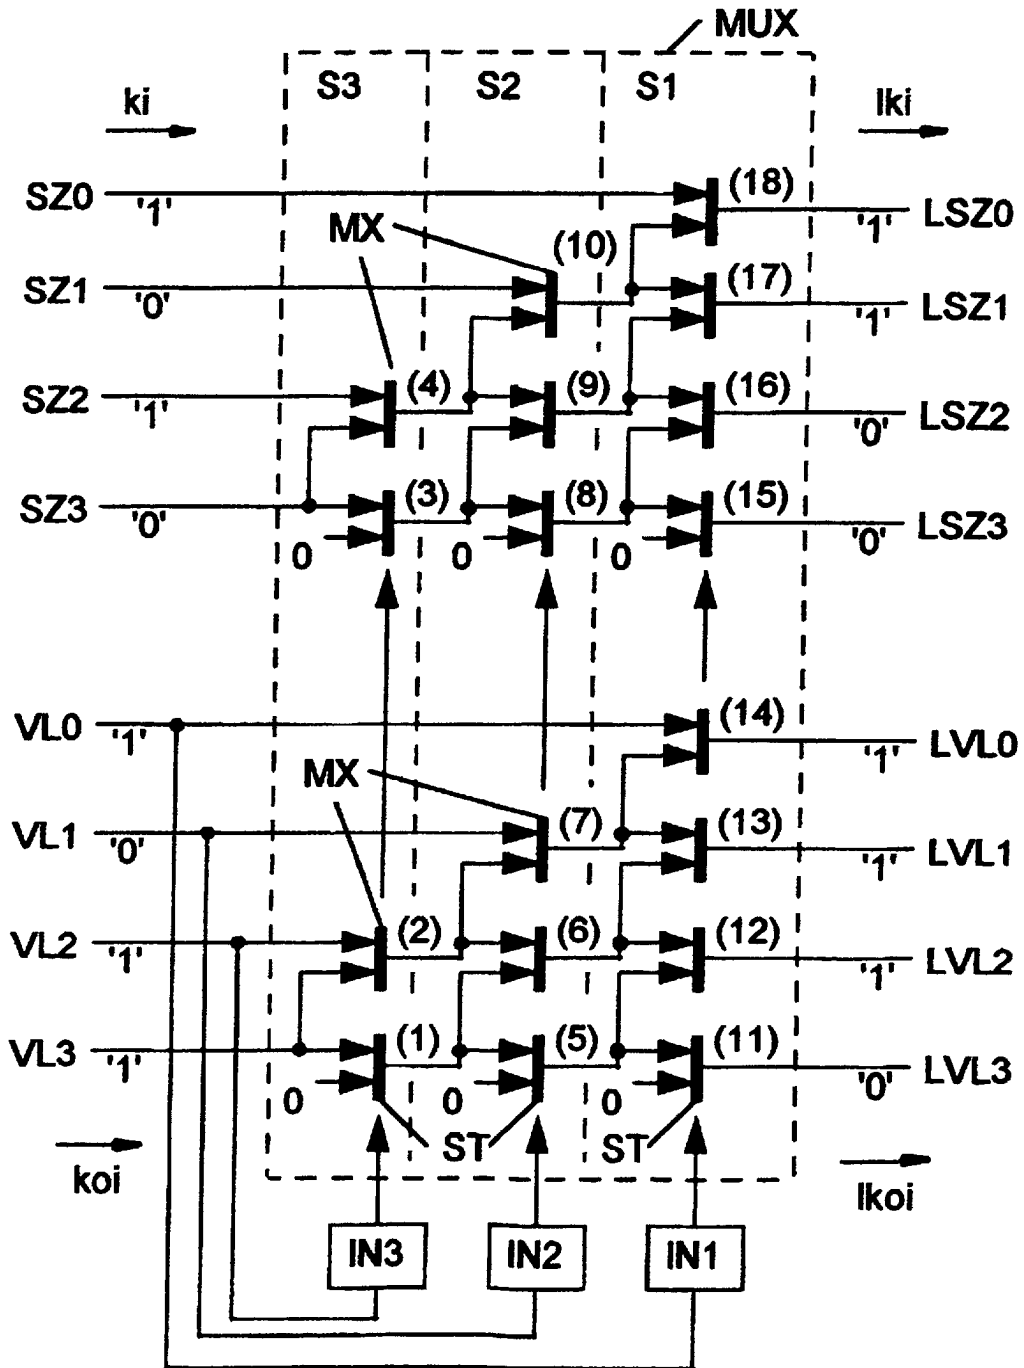 MUX
S3 S2 S1
ki lki
SZ0 '1' (18) '1' LSZ0
MX (10)
SZ1 '0' (17) '1' LSZ1
SZ2 '1' (4) (9) (16) '0' LSZ2
SZ3 '0' (3) (8) (15) '0' LSZ3
0 0 0
VL0 '1' (14) '1' LVL0
MX
VL1 '0' (7) (13) '1' LVL1
VL2 '1' (2) (6) (12) '1' LVL2
VL3 '1' (1) (5) (11) '0' LVL3
0 0 0
ST ST
koi lkoi
IN3 IN2 IN1